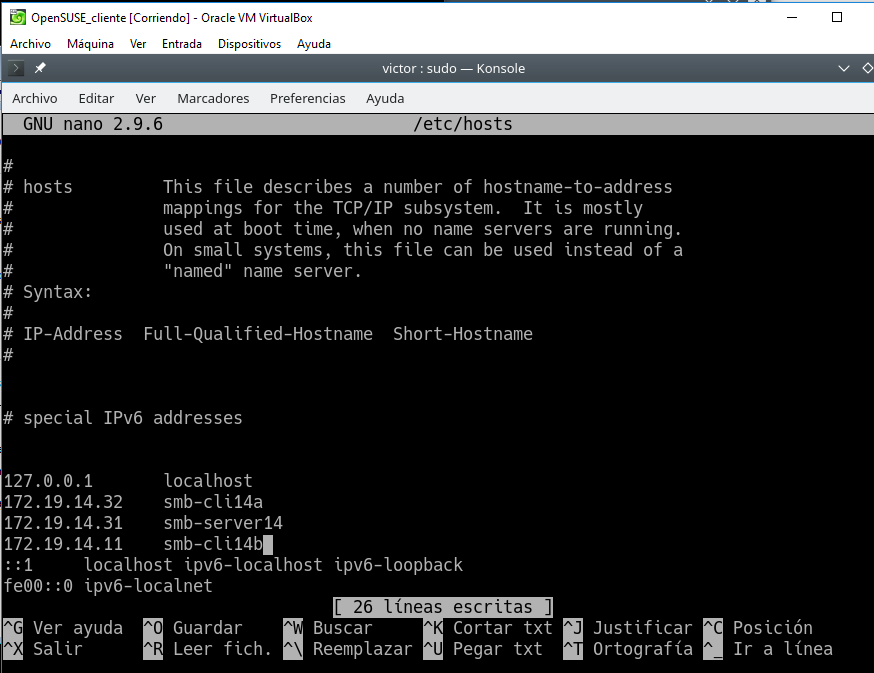 OpenSUSE_cliente [Corriendo] - Oracle VM VirtualBox
Archivo Máquina Ver Entrada Dispositivos Ayuda
victor : sudo — Konsole
Archivo Editar Ver Marcadores Preferencias Ayuda
GNU nano 2.9.6 /etc/hosts
#
# hosts This file describes a number of hostname-to-address
# mappings for the TCP/IP subsystem. It is mostly
# used at boot time, when no name servers are running.
# On small systems, this file can be used instead of a
# "named" name server.
# Syntax:
#
# IP-Address Full-Qualified-Hostname Short-Hostname
#
# special IPv6 addresses
127.0.0.1 localhost
172.19.14.32 smb-cli14a
172.19.14.31 smb-server14
172.19.14.11 smb-cli14b
::1 localhost ipv6-localhost ipv6-loopback
fe00::0 ipv6-localnet
[ 26 líneas escritas ]
^G Ver ayuda ^O Guardar ^W Buscar ^K Cortar txt ^J Justificar ^C Posición
^X Salir ^R Leer fich. ^\ Reemplazar ^U Pegar txt ^T Ortografía ^_ Ir a línea